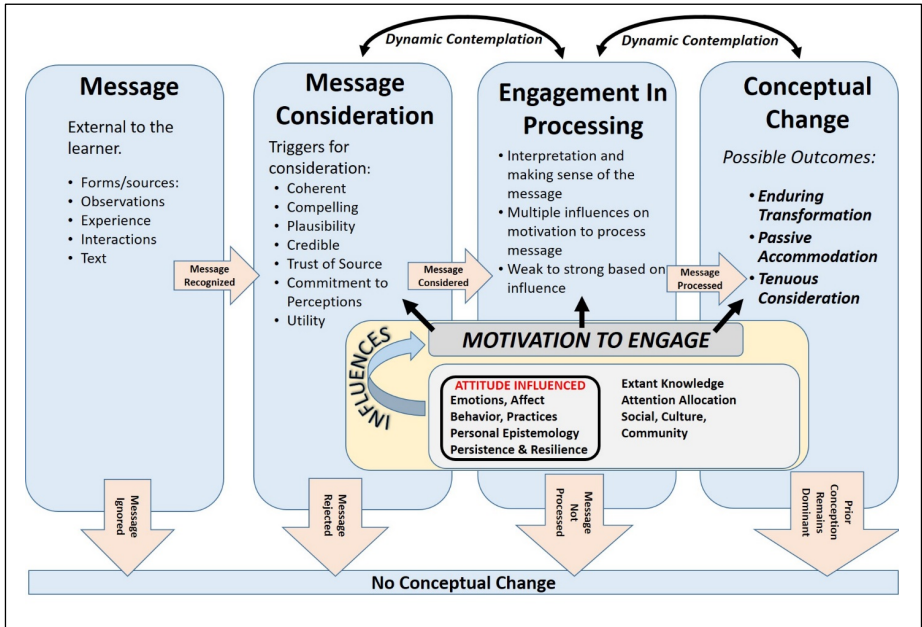 Dynamic Contemplation
Dynamic Contemplation
Message
External to the
learner.
• Forms/sources:
• Observations
• Experience
• Interactions
• Text
Message
Recognized
Message
Consideration
Triggers for
consideration:
• Coherent
• Compelling
• Plausibility
• Credible
• Trust of Source
• Commitment to
Perceptions
• Utility
Message
Considered
Engagement In
Processing
• Interpretation and
making sense of the
message
• Multiple influences on
motivation to process
message
• Weak to strong based on
influence
Message
Processed
Conceptual
Change
Possible Outcomes:
• Enduring
Transformation
• Passive
Accommodation
• Tenuous
Consideration
INFLUENCES
MOTIVATION TO ENGAGE
ATTITUDE INFLUENCED
Emotions, Affect
Behavior, Practices
Personal Epistemology
Persistence & Resilience
Extant Knowledge
Attention Allocation
Social, Culture,
Community
Message
Ignored
Message
Rejected
Message
Not
Processed
Prior
Conception
Remains
Dominant
No Conceptual Change